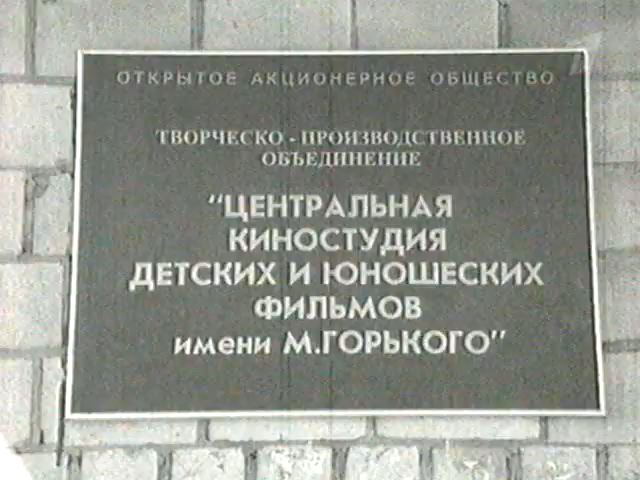 ОТКРЫТОЕ АКЦИОНЕРНОЕ ОБЩЕСТВО
ТВОРЧЕСКО - ПРОИЗВОДСТВЕННОЕ
ОБЪЕДИНЕНИЕ
"ЦЕНТРАЛЬНАЯ
КИНОСТУДИЯ
ДЕТСКИХ И ЮНОШЕСКИХ
ФИЛЬМОВ
имени М.ГОРЬКОГО"